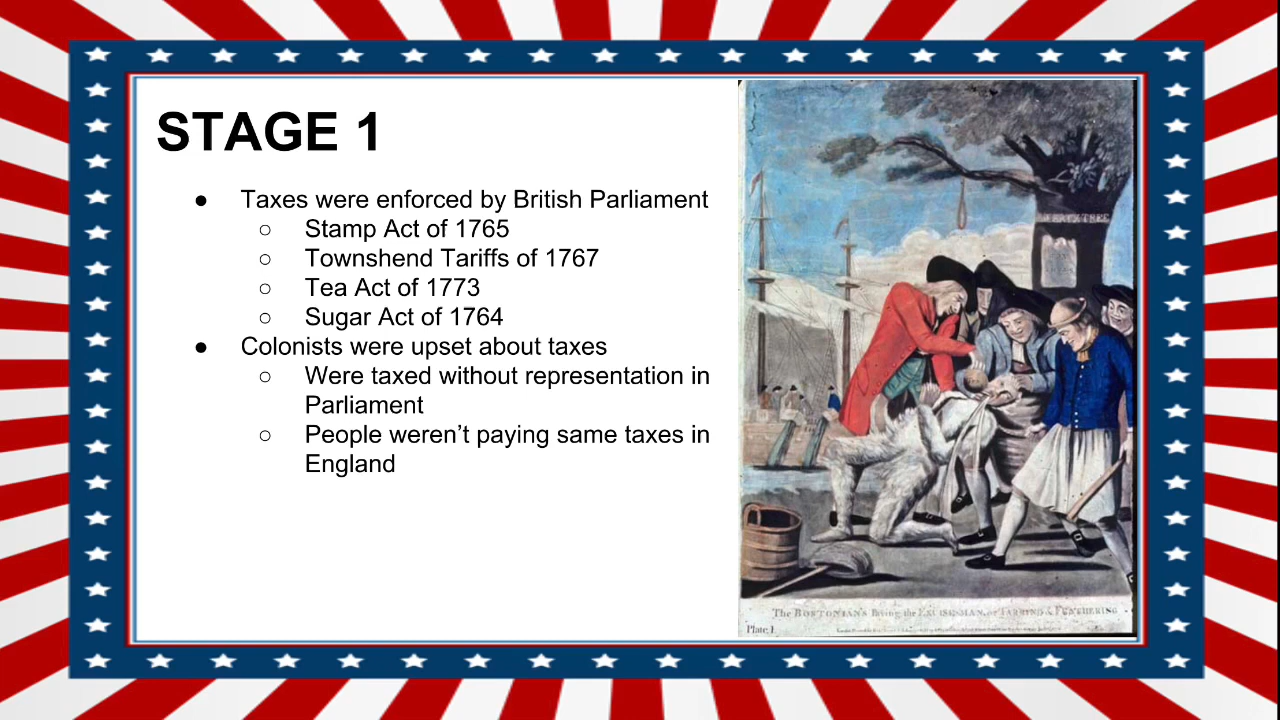 STAGE 1
● Taxes were enforced by British Parliament
○ Stamp Act of 1765
○ Townshend Tariffs of 1767
○ Tea Act of 1773
○ Sugar Act of 1764
● Colonists were upset about taxes
○ Were taxed without representation in
Parliament
○ People weren’t paying same taxes in
England
The BOSTONIAN'S Paying the EXCISE-MAN, or TARRING & FEATHERING
Plate I